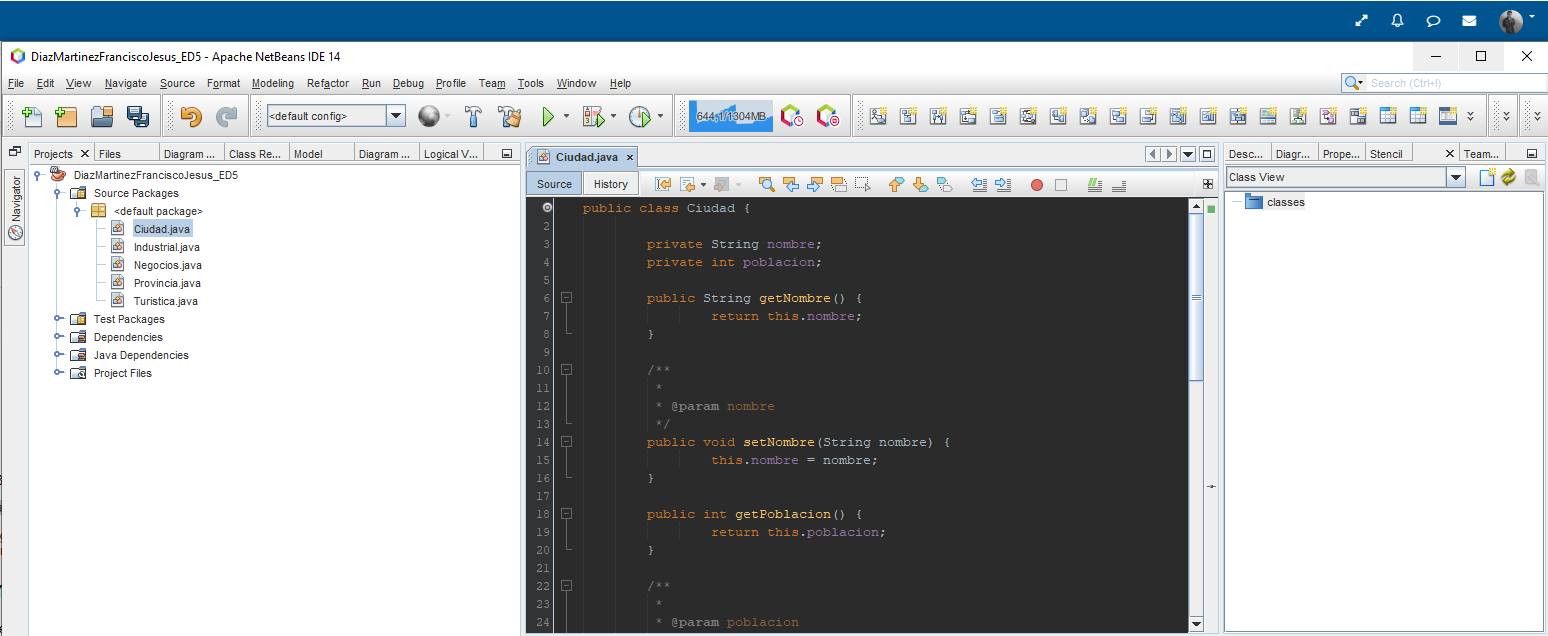 DiazMartinezFranciscoJesus_ED5 - Apache NetBeans IDE 14
File Edit View Navigate Source Format Modeling Refactor Run Debug Profile Team Tools Window Help
Search (Ctrl+I)
<default config>
644,1/1304MB
Projects Files Diagram ... Class Re... Model Diagram ... Logical V...
Navigator
DiazMartinezFranciscoJesus_ED5
Source Packages
<default package>
Ciudad.java
Industrial.java
Negocios.java
Provincia.java
Turistica.java
Test Packages
Dependencies
Java Dependencies
Project Files
Ciudad.java
Source History
public class Ciudad {
2
3 private String nombre;
4 private int poblacion;
5
6 public String getNombre() {
7 return this.nombre;
8 }
9
10 /**
11 *
12 * @param nombre
13 */
14 public void setNombre(String nombre) {
15 this.nombre = nombre;
16 }
17
18 public int getPoblacion() {
19 return this.poblacion;
20 }
21
22 /**
23 *
24 * @param poblacion
Desc... Diagr... Prope... Stencil Team...
Class View
classes